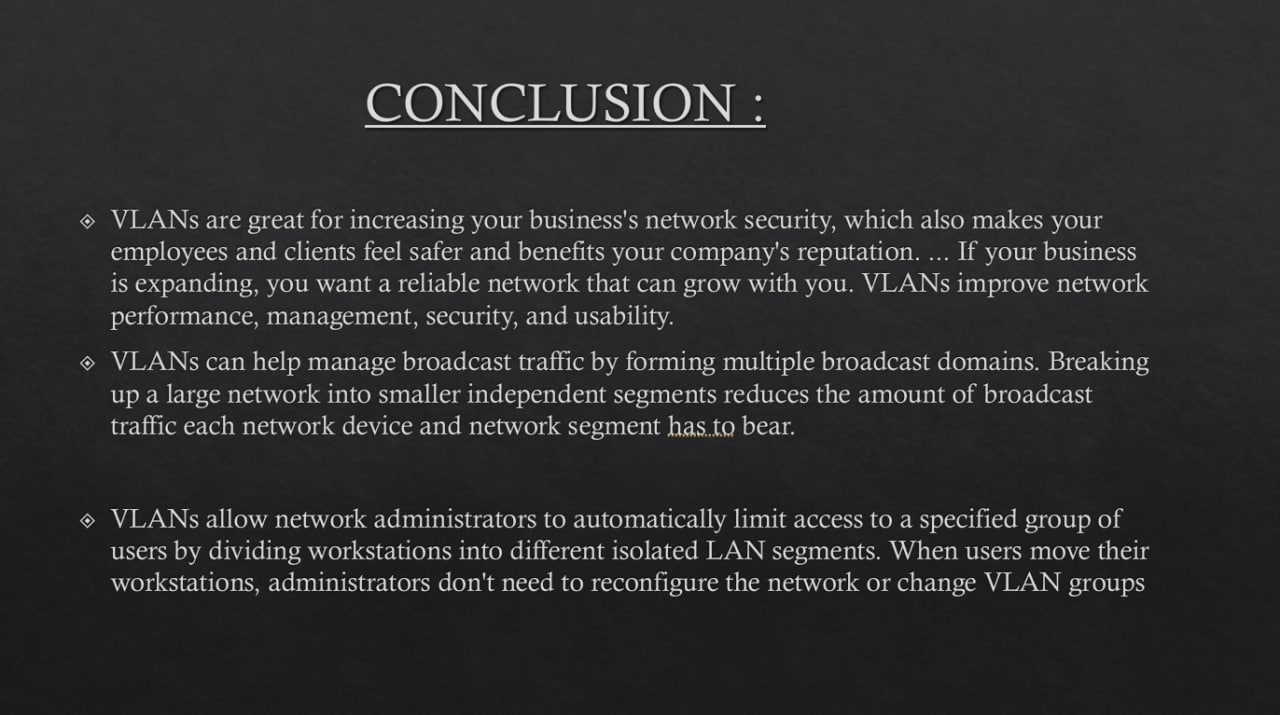 CONCLUSION :
VLANs are great for increasing your business's network security, which also makes your
employees and clients feel safer and benefits your company's reputation. ... If your business
is expanding, you want a reliable network that can grow with you. VLANs improve network
performance, management, security, and usability.
VLANs can help manage broadcast traffic by forming multiple broadcast domains. Breaking
up a large network into smaller independent segments reduces the amount of broadcast
traffic each network device and network segment has to bear.
VLANs allow network administrators to automatically limit access to a specified group of
users by dividing workstations into different isolated LAN segments. When users move their
workstations, administrators don't need to reconfigure the network or change VLAN groups